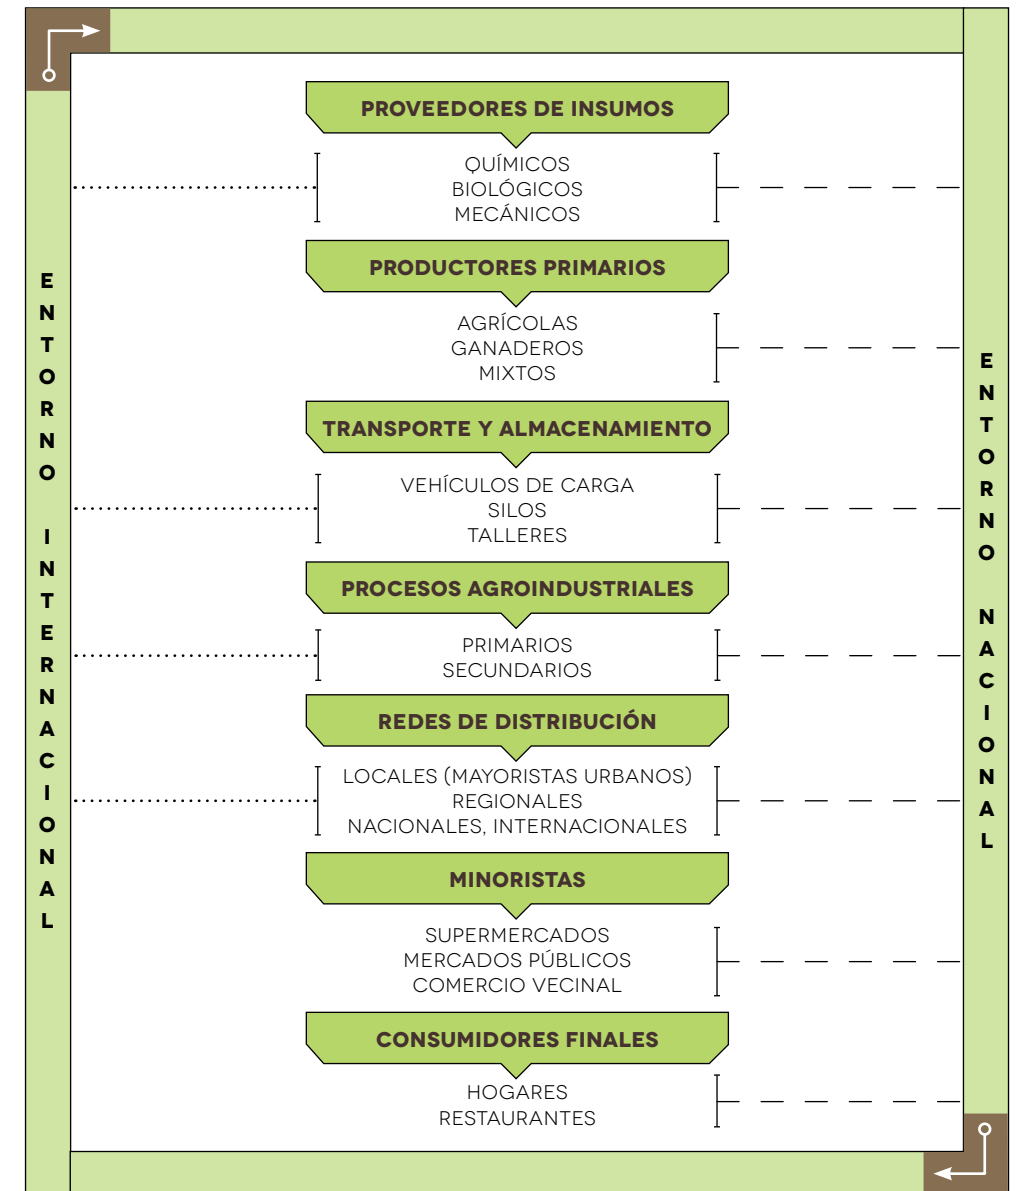 PROVEEDORES DE INSUMOS
QUÍMICOS
BIOLÓGICOS
MECÁNICOS
PRODUCTORES PRIMARIOS
AGRÍCOLAS
GANADEROS
MIXTOS
TRANSPORTE Y ALMACENAMIENTO
VEHÍCULOS DE CARGA
SILOS
TALLERES
PROCESOS AGROINDUSTRIALES
PRIMARIOS
SECUNDARIOS
REDES DE DISTRIBUCIÓN
LOCALES (MAYORISTAS URBANOS)
REGIONALES
NACIONALES, INTERNACIONALES
MINORISTAS
SUPERMERCADOS
MERCADOS PÚBLICOS
COMERCIO VECINAL
CONSUMIDORES FINALES
HOGARES
RESTAURANTES
ENTORNO INTERNACIONAL
ENTORNO NACIONAL